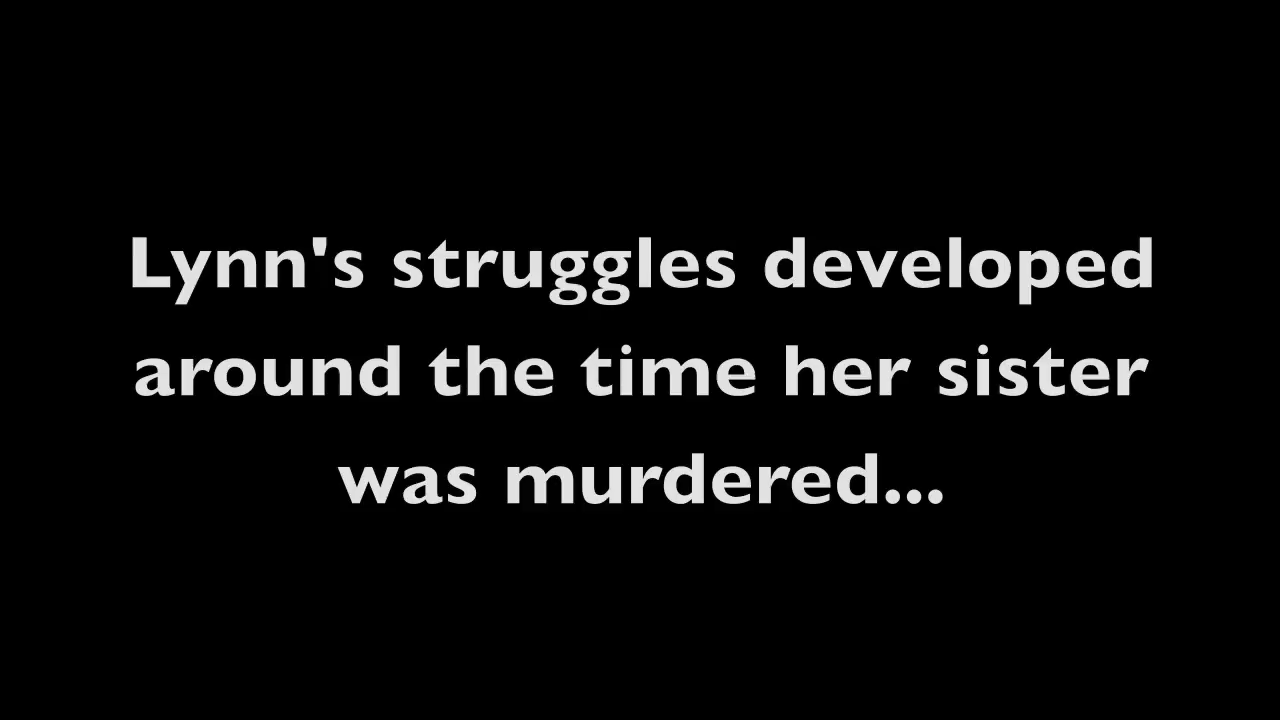 Lynn's struggles developed
around the time her sister
was murdered...